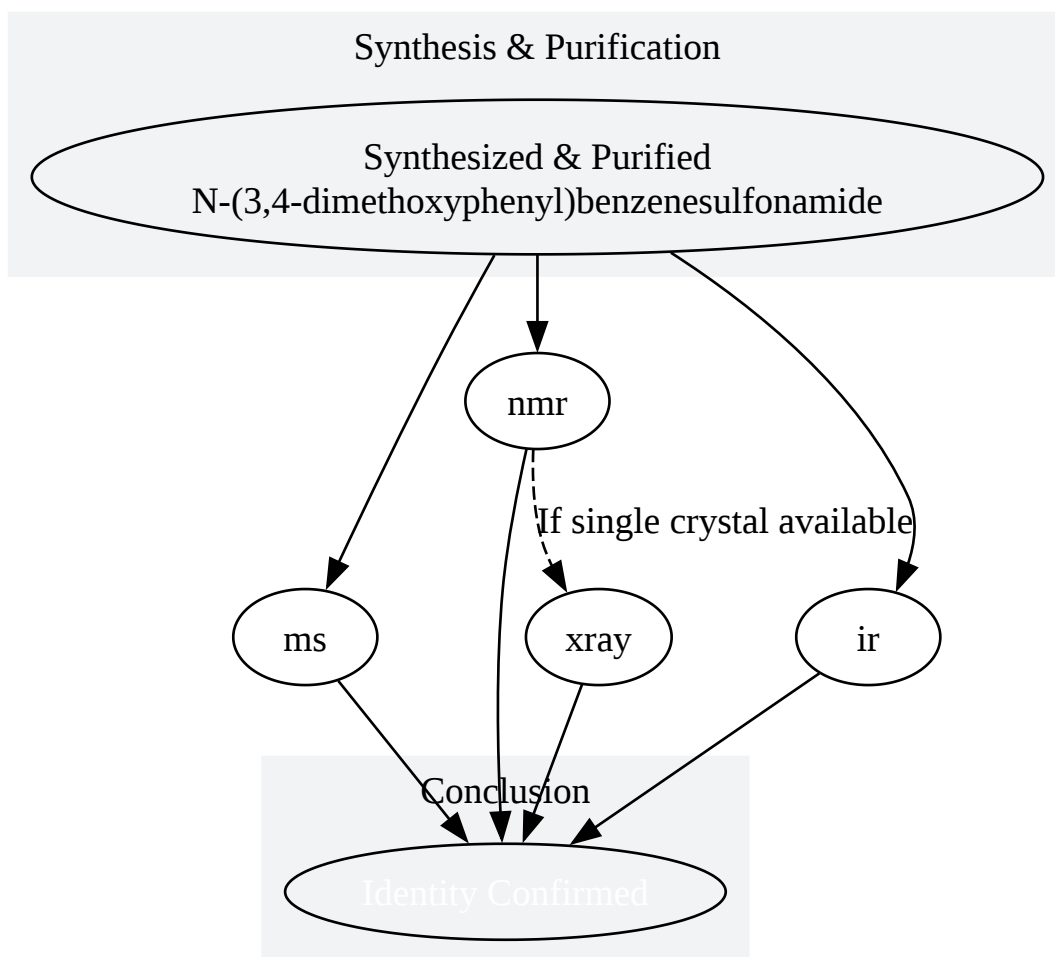 Synthesis & Purification
Synthesized & Purified
N-(3,4-dimethoxyphenyl)benzenesulfonamide
nmr
If single crystal available
ms
xray
ir
Conclusion
Identity Confirmed